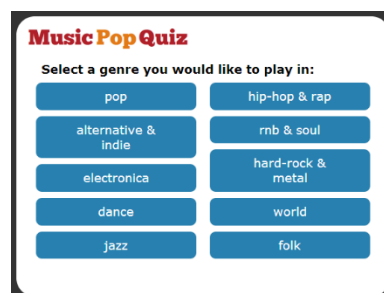 Music Pop Quiz
Select a genre you would like to play in:
pop
hip-hop & rap
alternative &
indie
rnb & soul
electronica
hard-rock &
metal
dance
world
jazz
folk